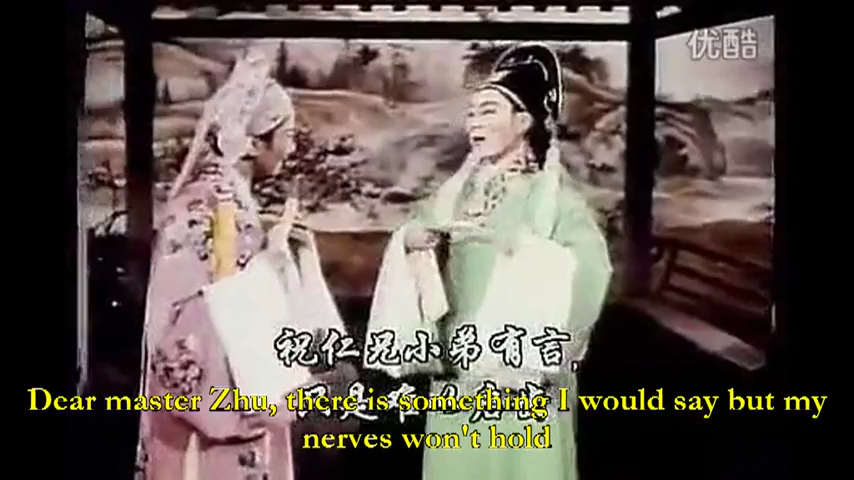 优酷
祝仁兄小弟有言,
Dear master Zhu, there is something I would say but my
nerves won't hold